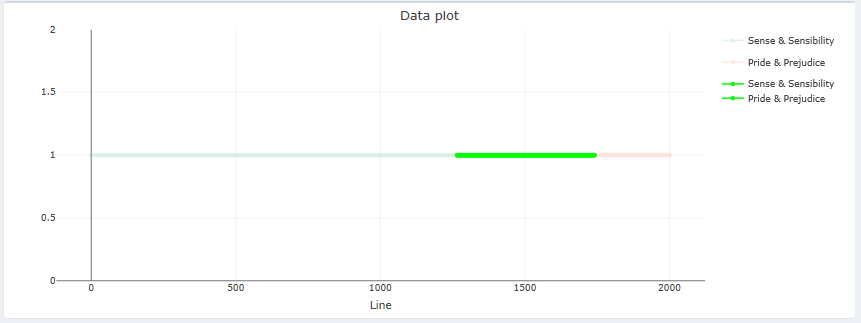 Data plot
2
1.5
1
0.5
0
0
500
1000
1500
2000
Line
Sense & Sensibility
Pride & Prejudice
Sense & Sensibility
Pride & Prejudice